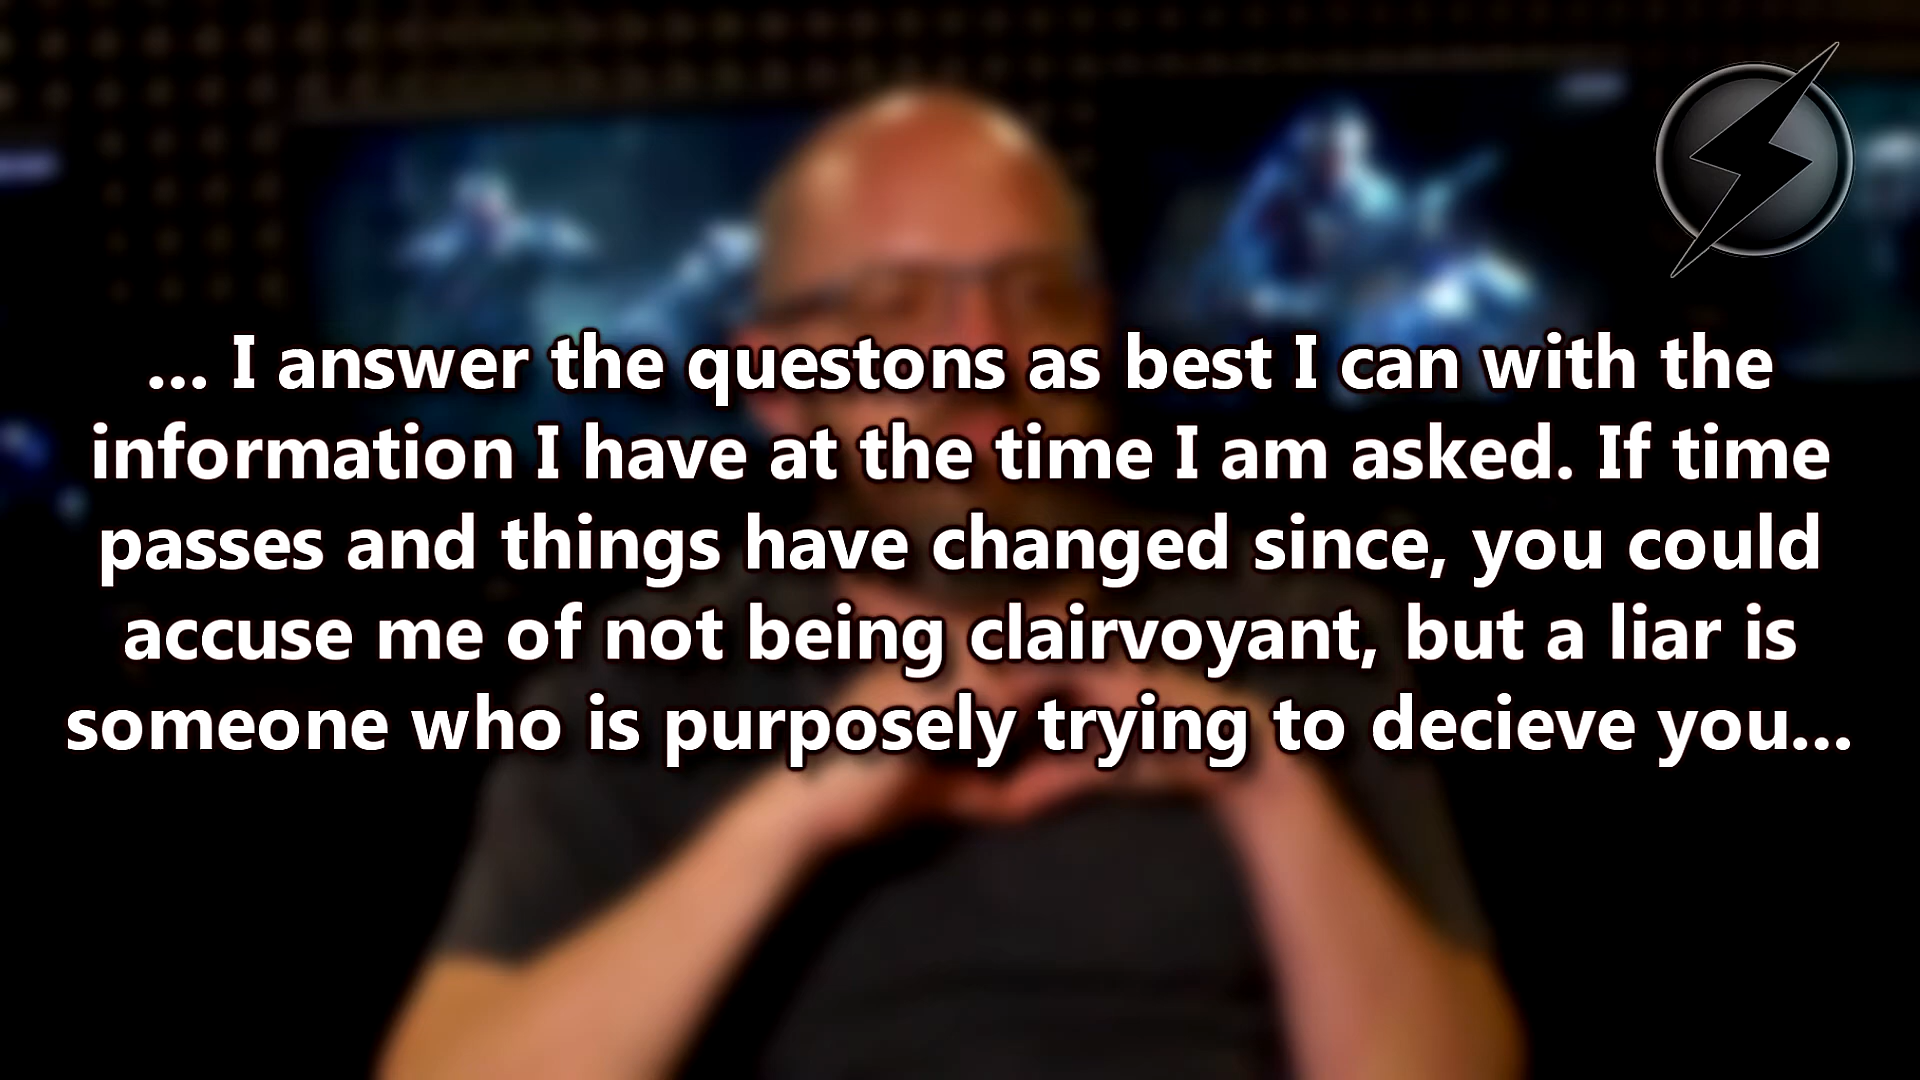 ... I answer the questons as best I can with the
information I have at the time I am asked. If time
passes and things have changed since, you could
accuse me of not being clairvoyant, but a liar is
someone who is purposely trying to decieve you...